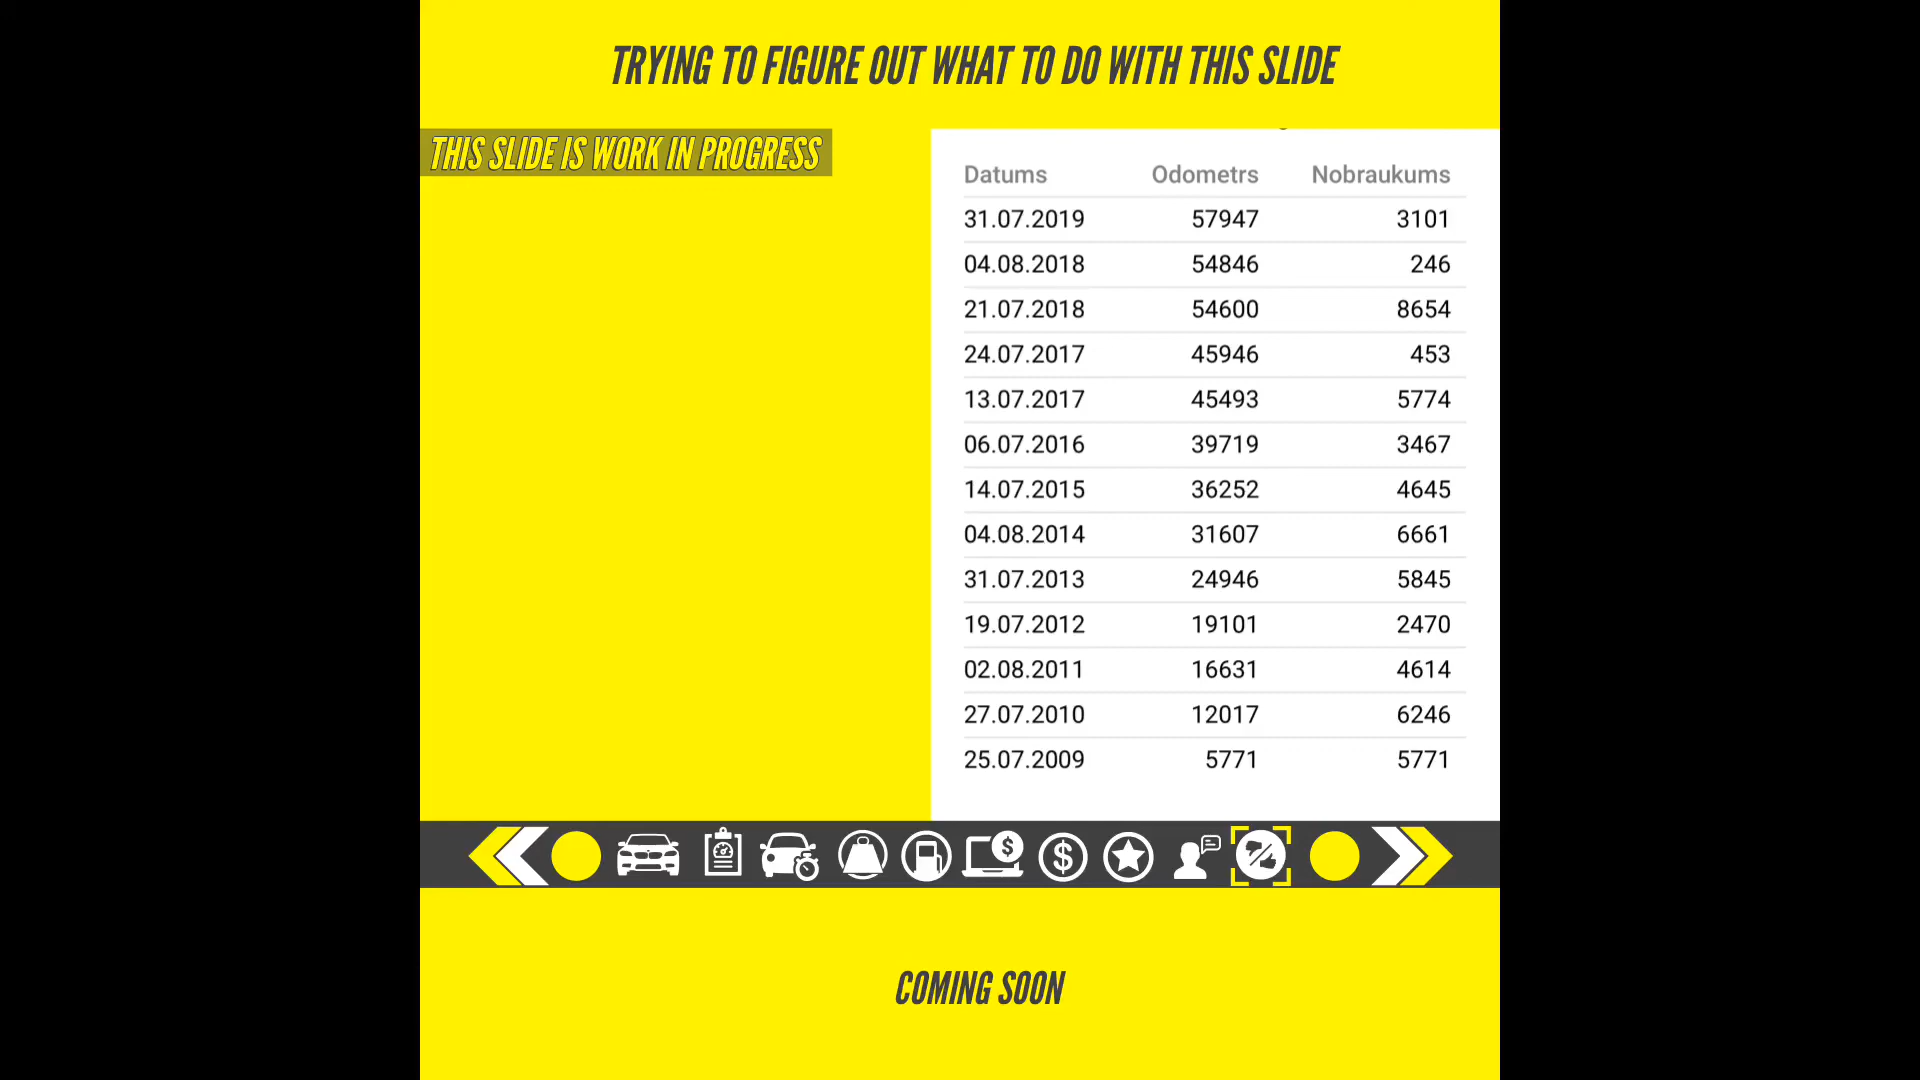 TRYING TO FIGURE OUT WHAT TO DO WITH THIS SLIDE
THIS SLIDE IS WORK IN PROGRESS
Datums Odometrs Nobraukums
31.07.2019 57947 3101
04.08.2018 54846 246
21.07.2018 54600 8654
24.07.2017 45946 453
13.07.2017 45493 5774
06.07.2016 39719 3467
14.07.2015 36252 4645
04.08.2014 31607 6661
31.07.2013 24946 5845
19.07.2012 19101 2470
02.08.2011 16631 4614
27.07.2010 12017 6246
25.07.2009 5771 5771
$ $
COMING SOON